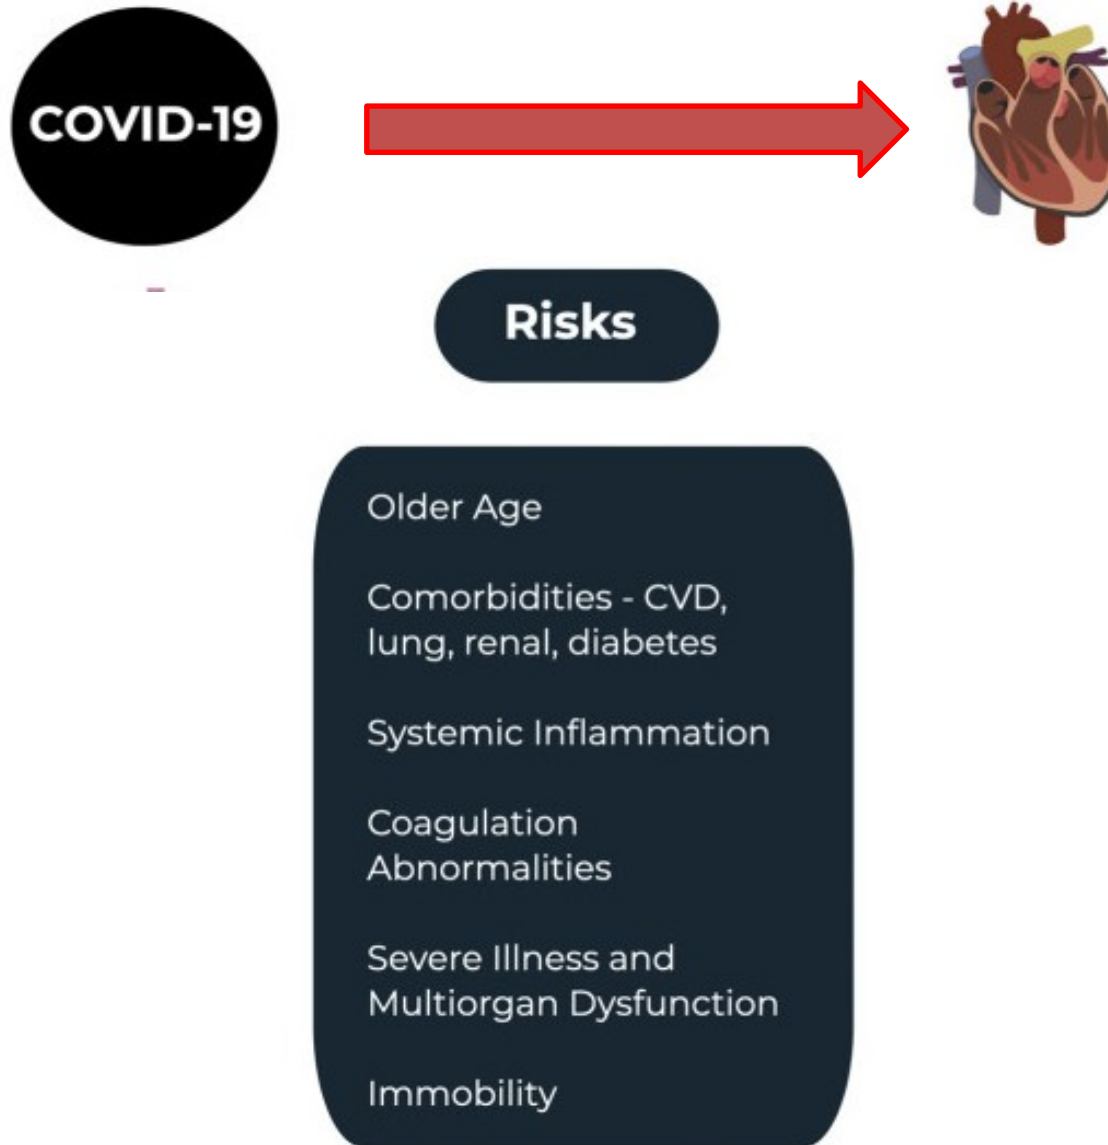 COVID-19
Risks
Older Age
Comorbidities - CVD,
lung, renal, diabetes
Systemic Inflammation
Coagulation
Abnormalities
Severe Illness and
Multiorgan Dysfunction
Immobility